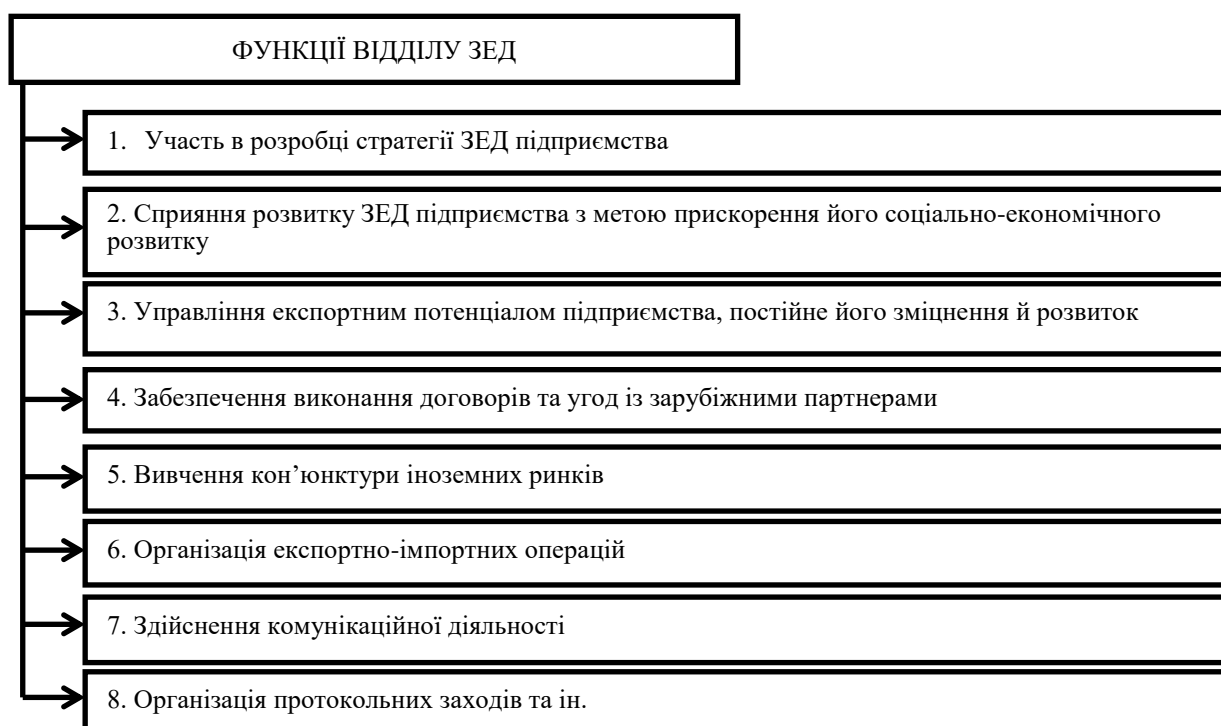 ФУНКЦІЇ ВІДДІЛУ ЗЕД
1. Участь в розробці стратегії ЗЕД підприємства
2. Сприяння розвитку ЗЕД підприємства з метою прискорення його соціально-економічного
розвитку
3. Управління експортним потенціалом підприємства, постійне його зміцнення й розвиток
4. Забезпечення виконання договорів та угод із зарубіжними партнерами
5. Вивчення кон’юнктури іноземних ринків
6. Організація експортно-імпортних операцій
7. Здійснення комунікаційної діяльності
8. Організація протокольних заходів та ін.